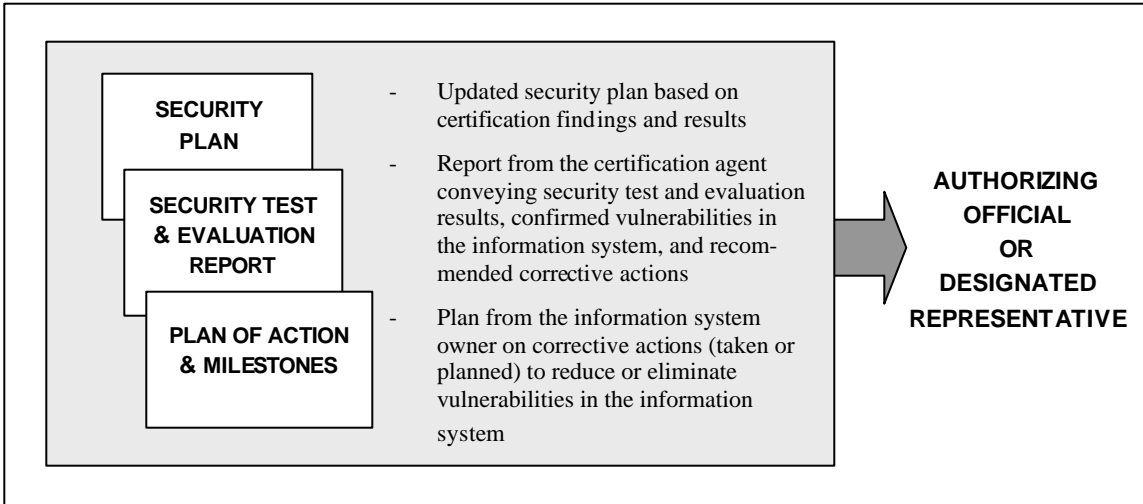 SECURITY
PLAN
SECURITY TEST
& EVALUATION
REPORT
PLAN OF ACTION
& MILESTONES
- Updated security plan based on
certification findings and results
- Report from the certification agent
conveying security test and evaluation
results, confirmed vulnerabilities in
the information system, and recom-
mended corrective actions
- Plan from the information system
owner on corrective actions (taken or
planned) to reduce or eliminate
vulnerabilities in the information
system
AUTHORIZING
OFFICIAL
OR
DESIGNATED
REPRESENTATIVE